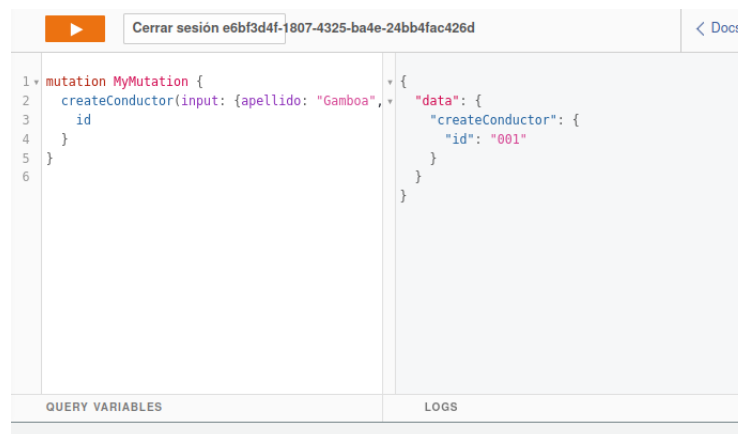 Cerrar sesión e6bf3d4f-1807-4325-ba4e-24bb4fac426d
< Docs
1 mutation MyMutation {
2 createConductor(input: {apellido: "Gamboa",
3 id
4 }
5 }
6
{
"data": {
"createConductor": {
"id": "001"
}
}
}
QUERY VARIABLES
LOGS